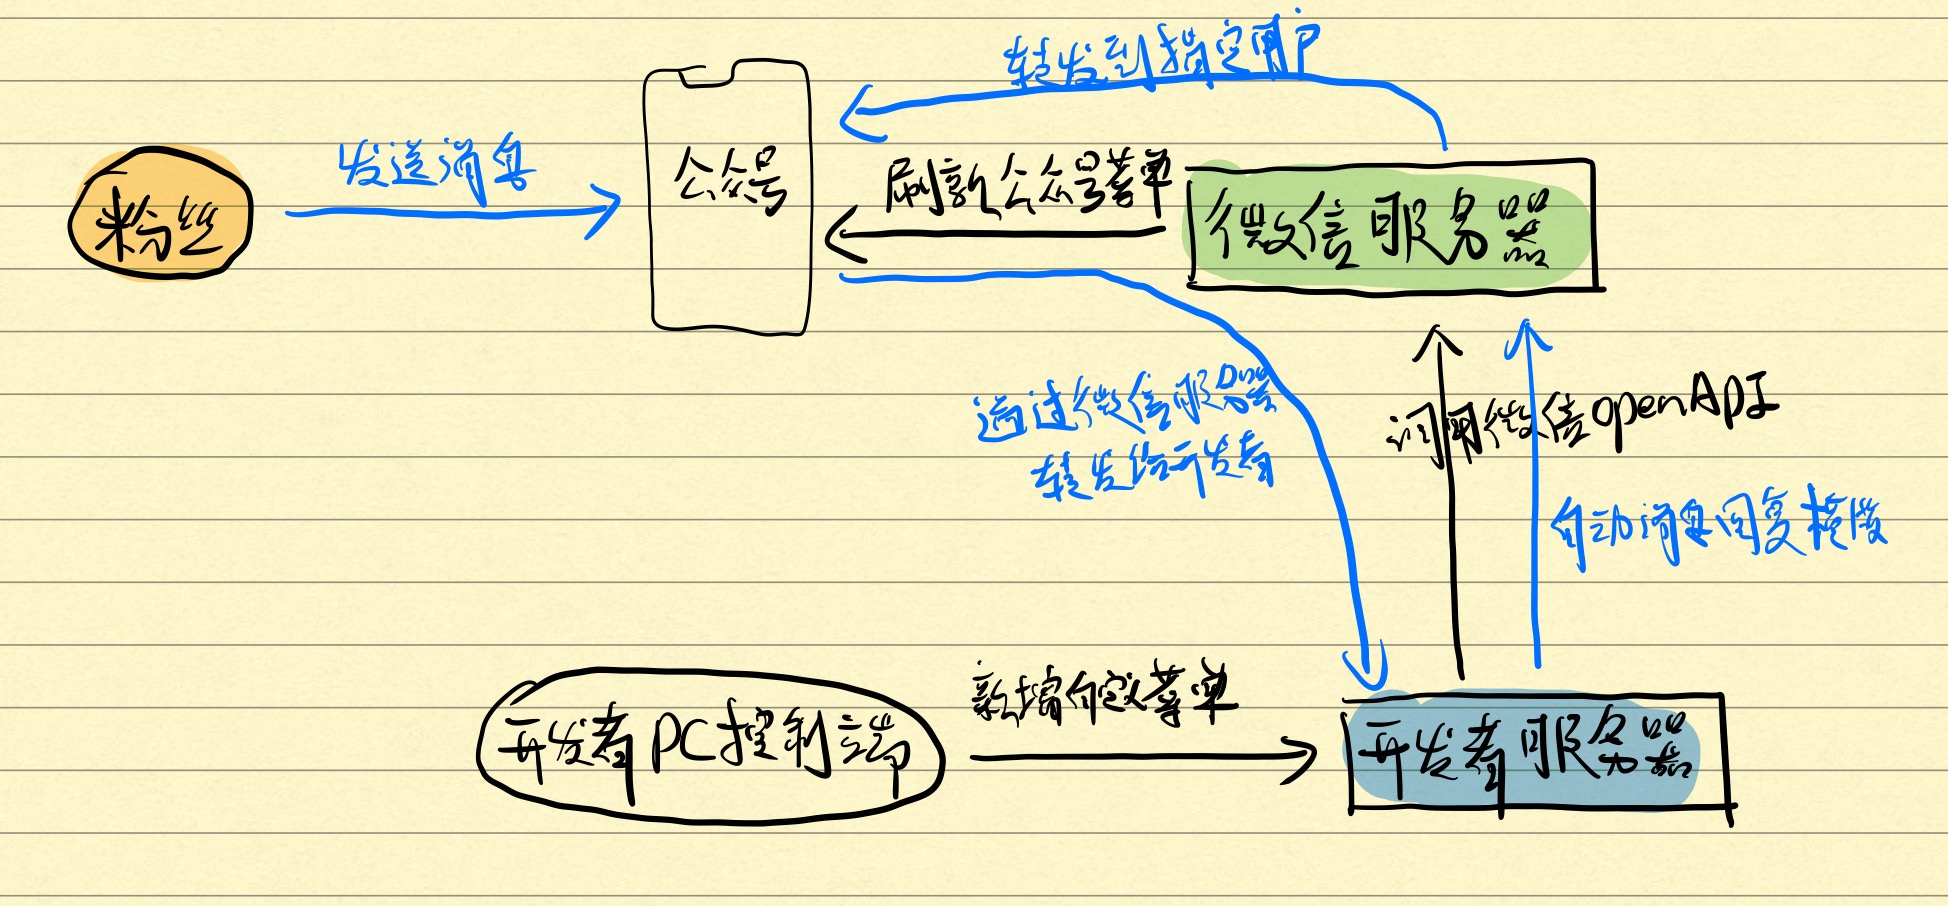 转发到指定用户
发送消息
公众号
刷新公众号菜单
粉丝
微信服务器
通过微信服务器
转发给开发者
调用微信openAPI
自动消息回复模版
新增自定义菜单
开发者PC控制端
开发者服务器